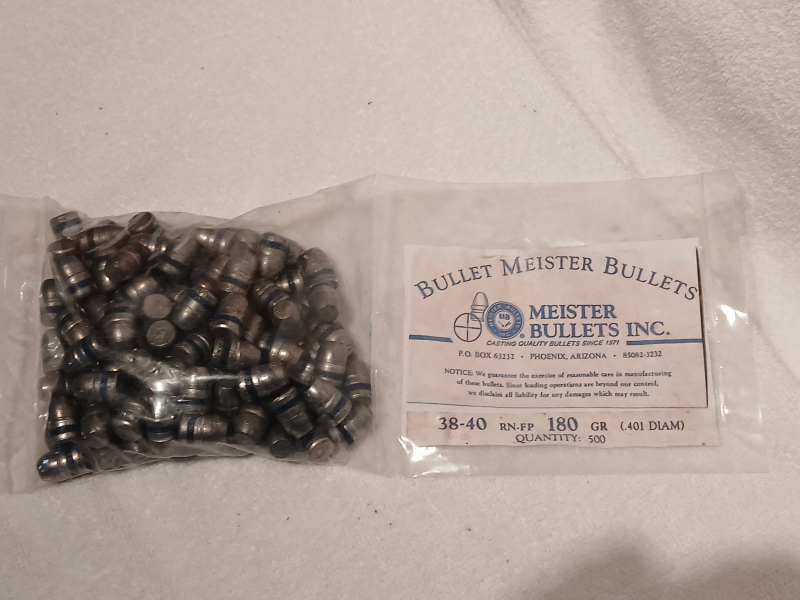 BULLET MEISTER BULLETS
MB
MEISTER
BULLETS INC.
CASTING QUALITY BULLETS SINCE 1971
P.O. BOX 63232 • PHOENIX, ARIZONA • 85082-3232
NOTICE: We guarantee the exercise of reasonable care in manufacturing
of these bullets. Since loading operations are beyond our control,
we disclaim all liability for any damages which may result.
38-40 RN-FP 180 GR (.401 DIAM)
QUANTITY: 500